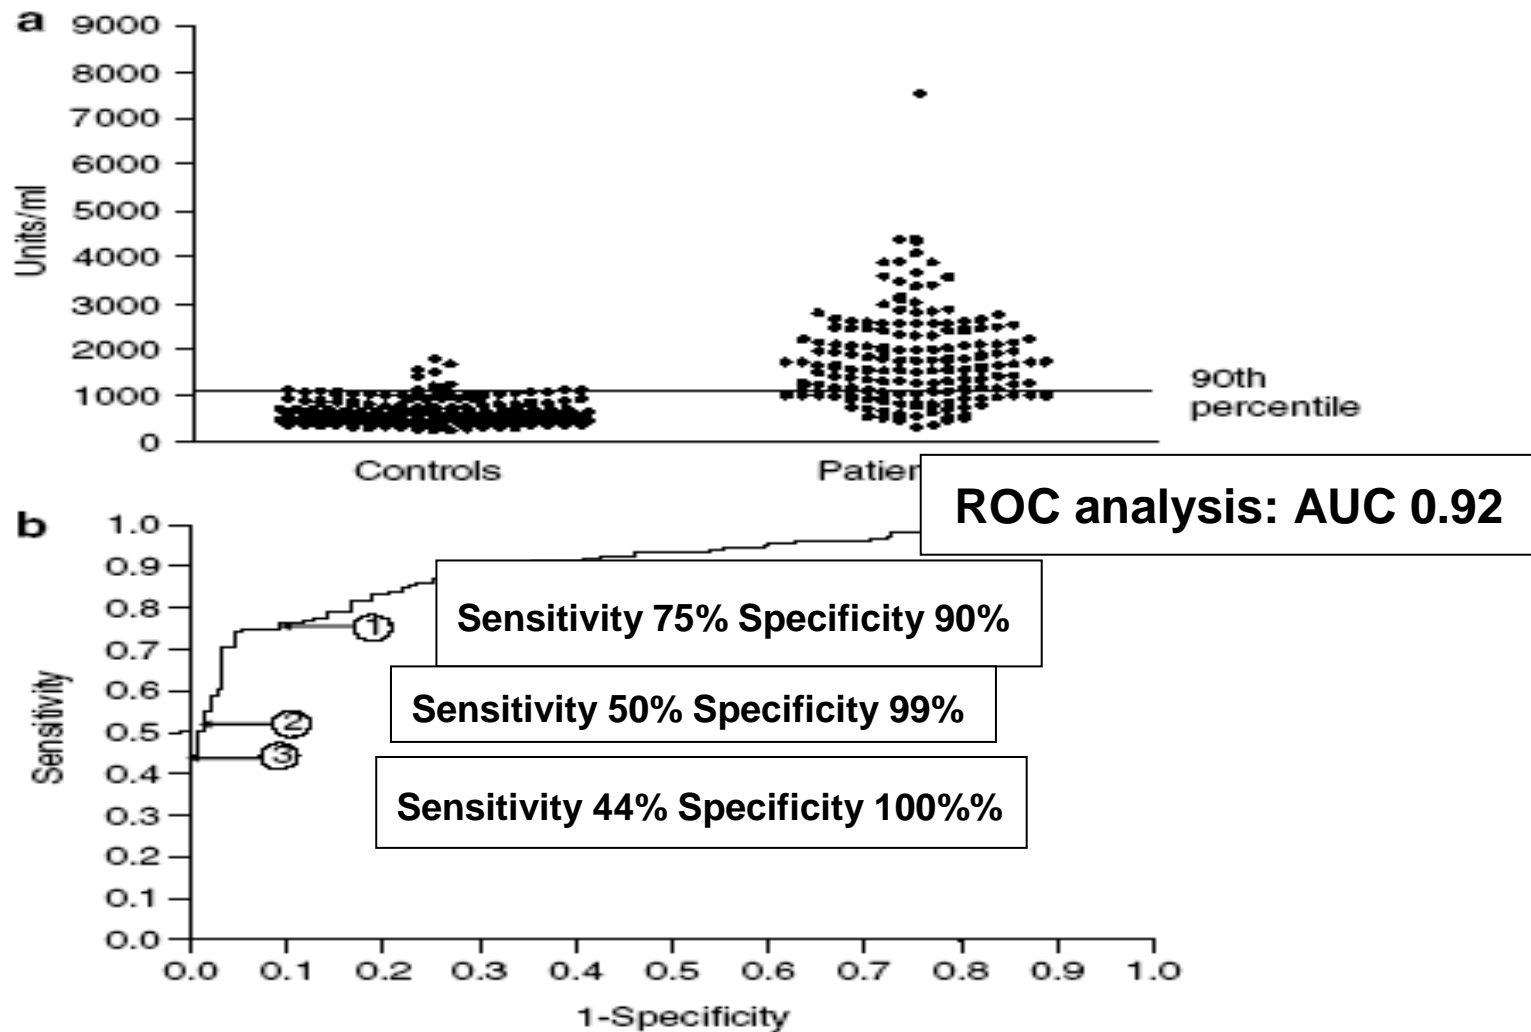 a
9000
8000
7000
6000
5000
4000
3000
2000
1000
0
Units/ml
90th
percentile
Controls
ROC analysis: AUC 0.92
b
1.0
0.9
0.8
0.7
0.6
0.5
0.4
0.3
0.2
0.1
0.0
Sensitivity
1
Sensitivity 75% Specificity 90%
2
Sensitivity 50% Specificity 99%
3
Sensitivity 44% Specificity 100%%
0.0 0.1 0.2 0.3 0.4 0.5 0.6 0.7 0.8 0.9 1.0
1-Specificity